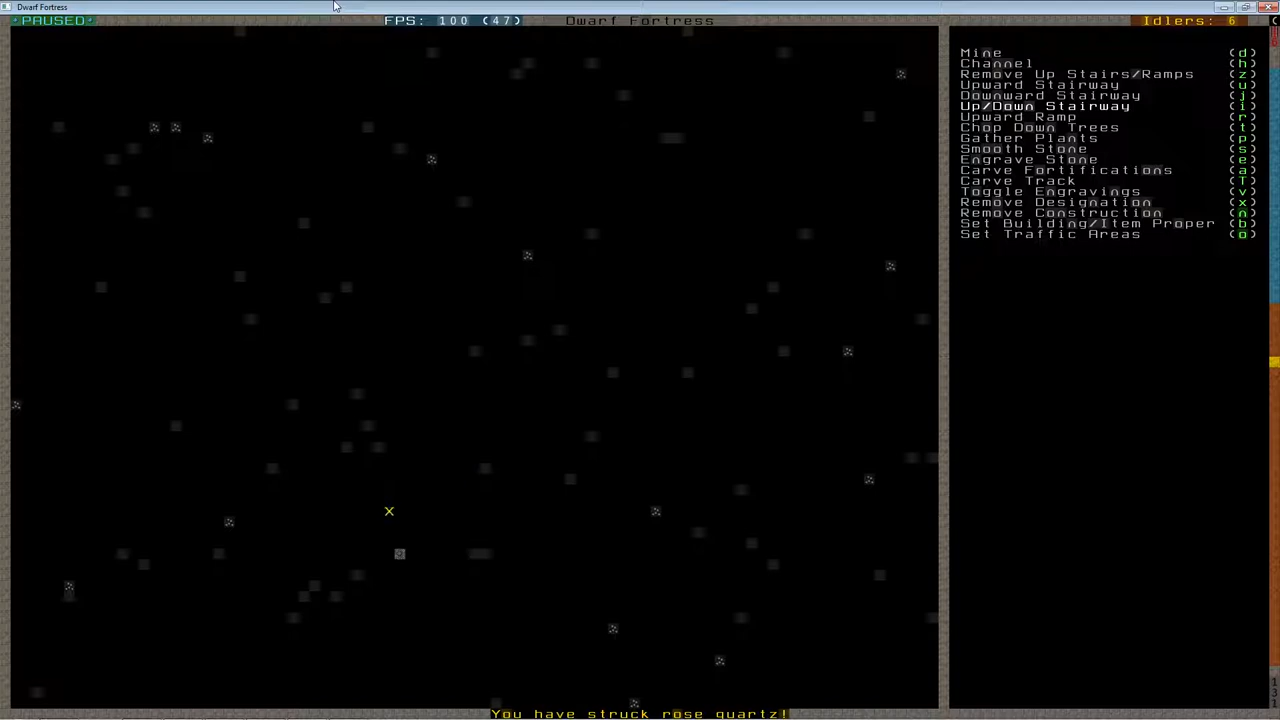 Dwarf Fortress
*PAUSED* FPS: 100 (47) Dwarf Fortress Idlers: 6
Mine (d)
Channel (h)
Remove Up Stairs/Ramps (z)
Upward Stairway (u)
Downward Stairway (j)
Up/Down Stairway (i)
Upward Ramp (r)
Chop Down Trees (t)
Gather Plants (p)
Smooth Stone (s)
Engrave Stone (e)
Carve Fortifications (a)
Carve Track (T)
Toggle Engravings (v)
Remove Designation (x)
Remove Construction (n)
Set Building/Item Proper (b)
Set Traffic Areas (o)
You have struck rose quartz!